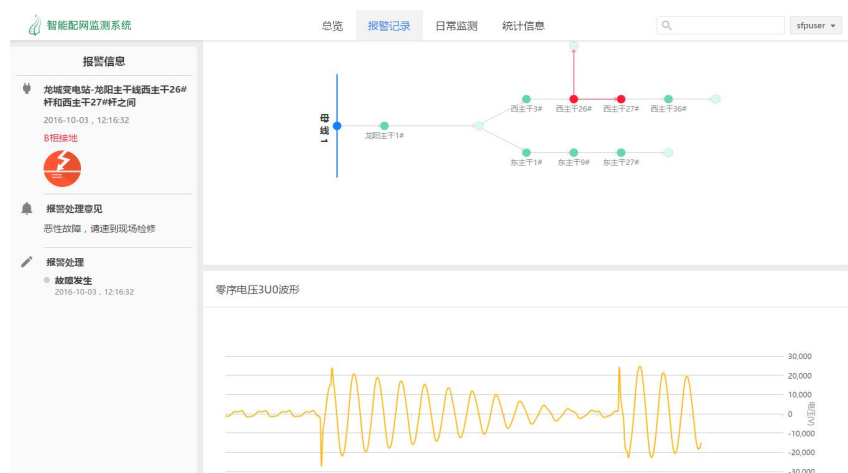 智能配网监测系统
总览 报警记录 日常监测 统计信息
sfpuser
报警信息
龙城变电站-龙阳主干线西主干26#
杆和西主干27#杆之间
2016-10-03 , 12:16:32
B相接地
报警处理意见
恶性故障，请速到现场检修
报警处理
故障发生
2016-10-03 , 12:16:32
母线1
龙阳主干1#
西主干3# 西主干26# 西主干27# 西主干36#
东主干1# 东主干9# 东主干27#
零序电压3U0波形
30,000
20,000
10,000
0
-10,000
-20,000
-30,000
电压(V)